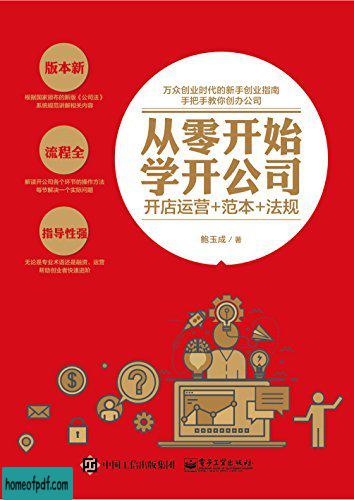 版本新
根据国家颁布的新版《公司法》
系统规范讲解相关内容
流程全
解读开公司各个环节的操作方法
每节解决一个实际问题
指导性强
无论是专业术语还是融资、运营
帮助创业者快速进阶
万众创业时代的新手创业指南
手把手教你创办公司
从零开始
学开公司
开店运营+范本+法规
鲍玉成／著
中国工信出版集团
电子工业出版社
homeofpdf.com